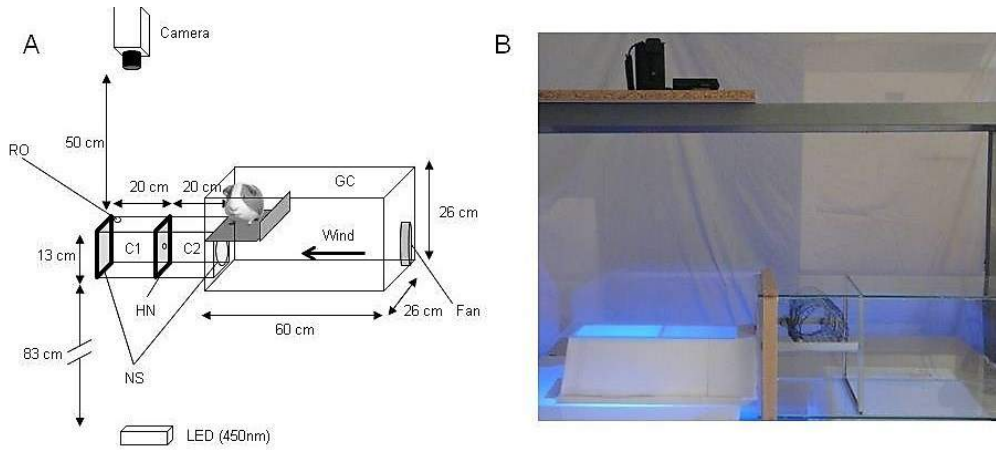 A
Camera
B
50 cm
RO
20 cm
20 cm
GC
26 cm
C1
C2
Wind
13 cm
HN
26 cm
Fan
60 cm
83 cm
NS
LED (450nm)